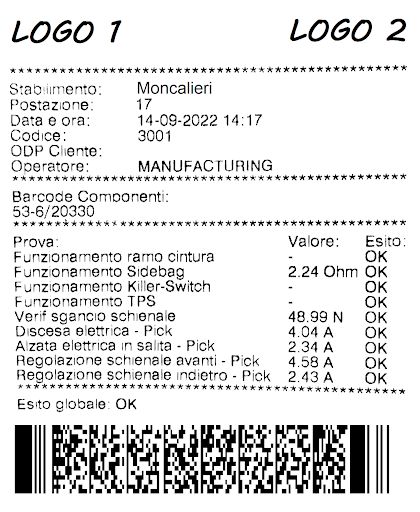 LOGO 1 LOGO 2
********************************************
Stabilimento: Moncalieri
Postazione: 17
Data e ora: 14-09-2022 14:17
Codice: 3001
ODP Cliente:
Operatore: MANUFACTURING
********************************************
Barcode Componenti:
53-6/20330
********************************************
Prova: Valore: Esito:
Funzionamento ramo cintura - OK
Funzionamento Sidebag 2.24 Ohm OK
Funzionamento Killer-Switch - OK
Funzionamento TPS - OK
Verif sgancio schienale 48.99 N OK
Discesa elettrica - Pick 4.04 A OK
Alzata elettrica in salita - Pick 2.34 A OK
Regolazione schienale avanti - Pick 4.58 A OK
Regolazione schienale indietro - Pick 2.43 A OK
********************************************
Esito globale: OK